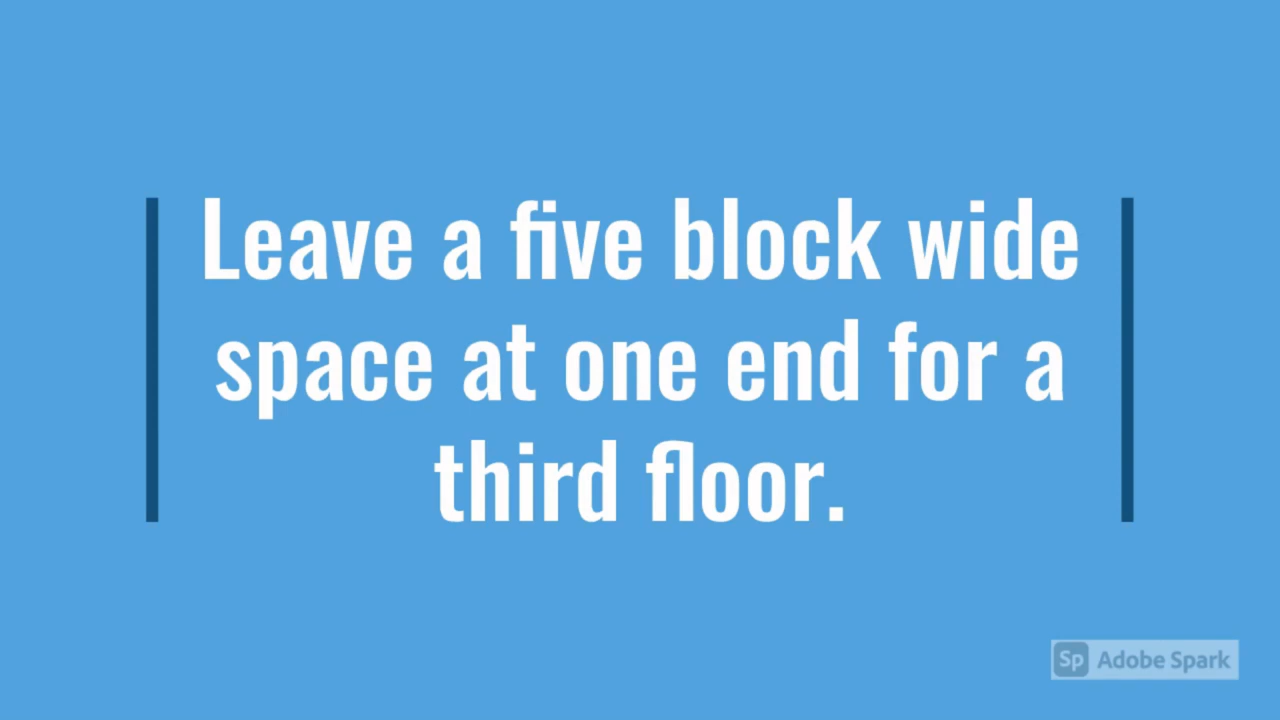 Leave a five block wide
space at one end for a
third floor.
Sp Adobe Spark